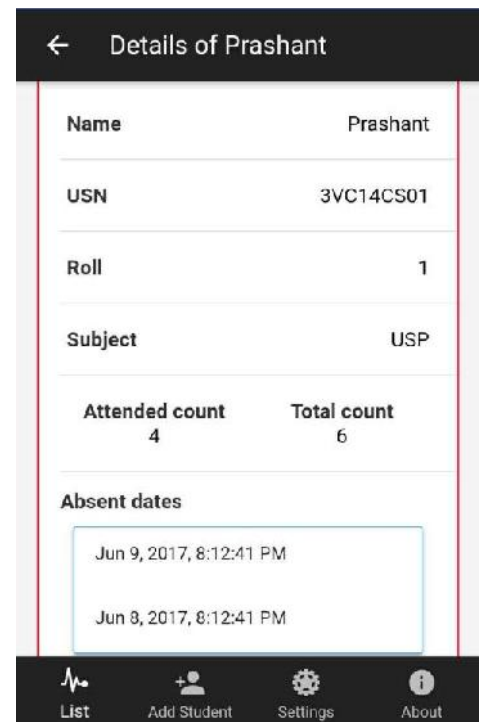 Details of Prashant
Name Prashant
USN 3VC14CS01
Roll 1
Subject USP
Attended count Total count
4 6
Absent dates
Jun 9, 2017, 8:12:41 PM
Jun 8, 2017, 8:12:41 PM
List Add Student Settings About